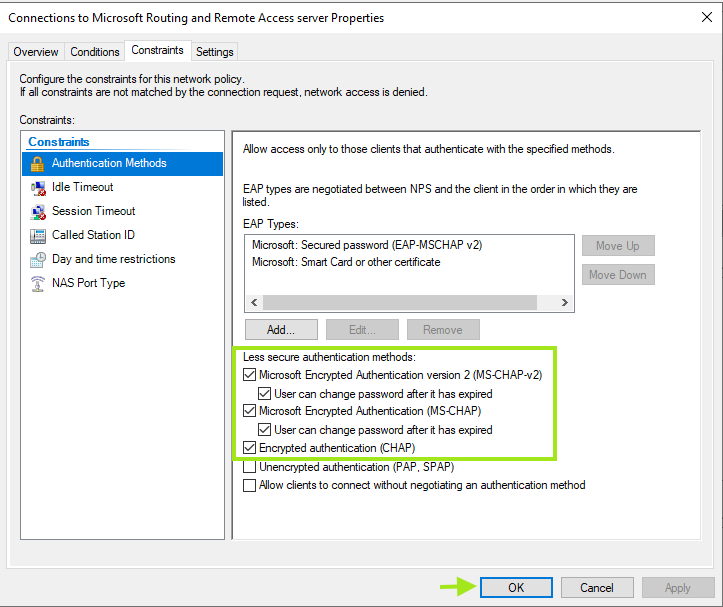 Connections to Microsoft Routing and Remote Access server Properties
Overview Conditions Constraints Settings
Configure the constraints for this network policy.
If all constraints are not matched by the connection request, network access is denied.
Constraints:
Constraints
Authentication Methods
Idle Timeout
Session Timeout
Called Station ID
Day and time restrictions
NAS Port Type
Allow access only to those clients that authenticate with the specified methods.
EAP types are negotiated between NPS and the client in the order in which they are
listed.
EAP Types:
Microsoft: Secured password (EAP-MSCHAP v2)
Microsoft: Smart Card or other certificate
Move Up
Move Down
Add... Edit... Remove
Less secure authentication methods:
Microsoft Encrypted Authentication version 2 (MS-CHAP-v2)
User can change password after it has expired
Microsoft Encrypted Authentication (MS-CHAP)
User can change password after it has expired
Encrypted authentication (CHAP)
Unencrypted authentication (PAP, SPAP)
Allow clients to connect without negotiating an authentication method
OK Cancel Apply